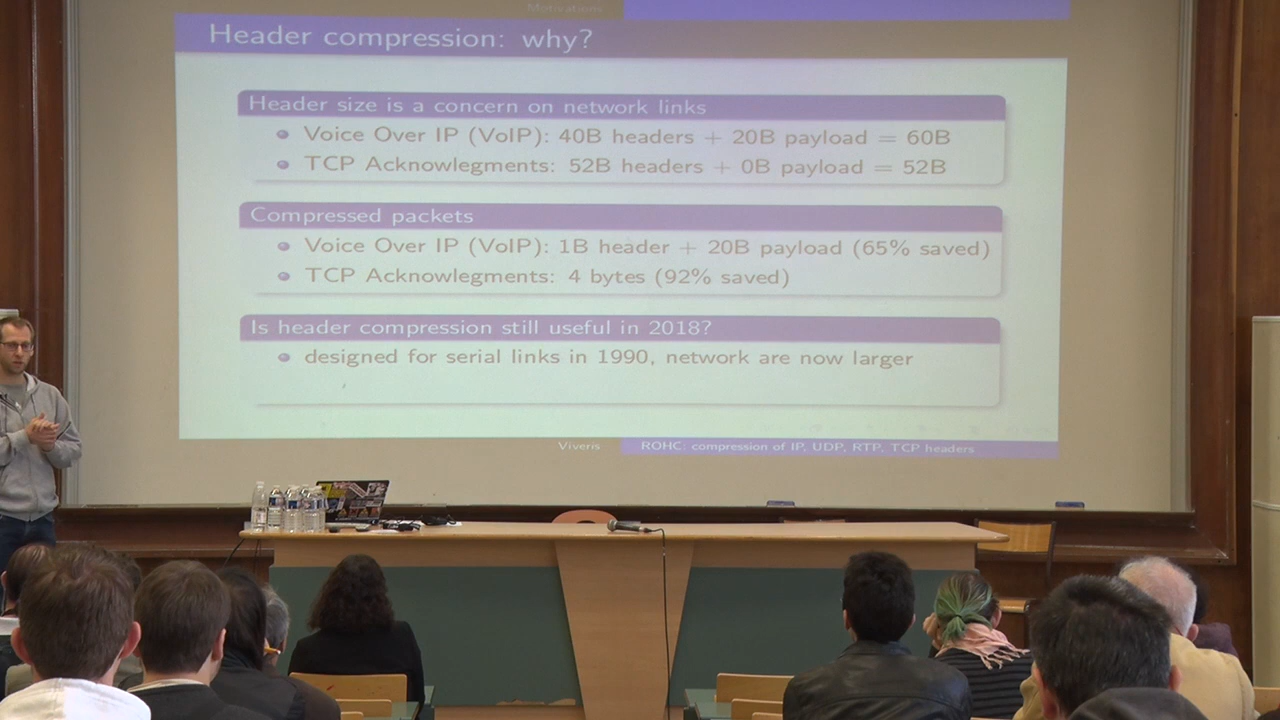 Motivations
Header compression: why?
Header size is a concern on network links
Voice Over IP (VoIP): 40B headers + 20B payload = 60B
TCP Acknowlegments: 52B headers + 0B payload = 52B
Compressed packets
Voice Over IP (VoIP): 1B header + 20B payload (65% saved)
TCP Acknowlegments: 4 bytes (92% saved)
Is header compression still useful in 2018?
designed for serial links in 1990, network are now larger
Viveris ROHC: compression of IP, UDP, RTP, TCP headers